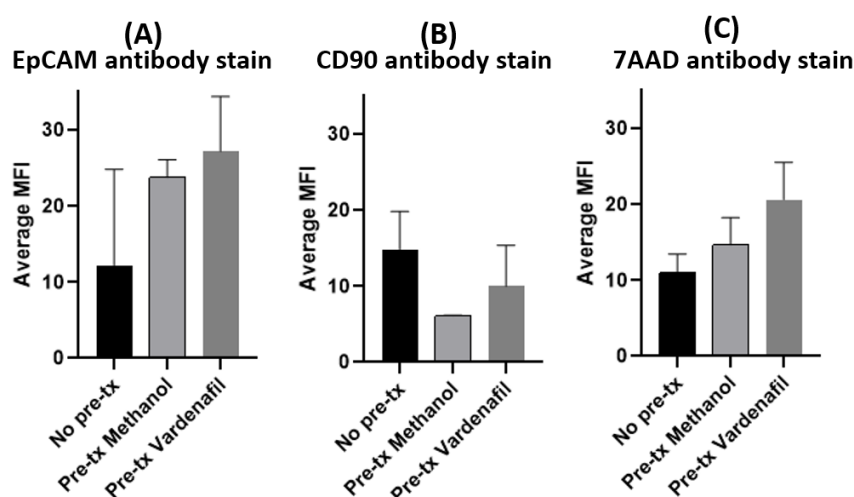 (A)
EpCAM antibody stain
Average MFI
30
20
10
0
No pre-tx
Pre-tx Methanol
Pre-tx Vardenafil
(B)
CD90 antibody stain
Average MFI
30
20
10
0
No pre-tx
Pre-tx Methanol
Pre-tx Vardenafil
(C)
7AAD antibody stain
Average MFI
30
20
10
0
No pre-tx
Pre-tx Methanol
Pre-tx Vardenafil